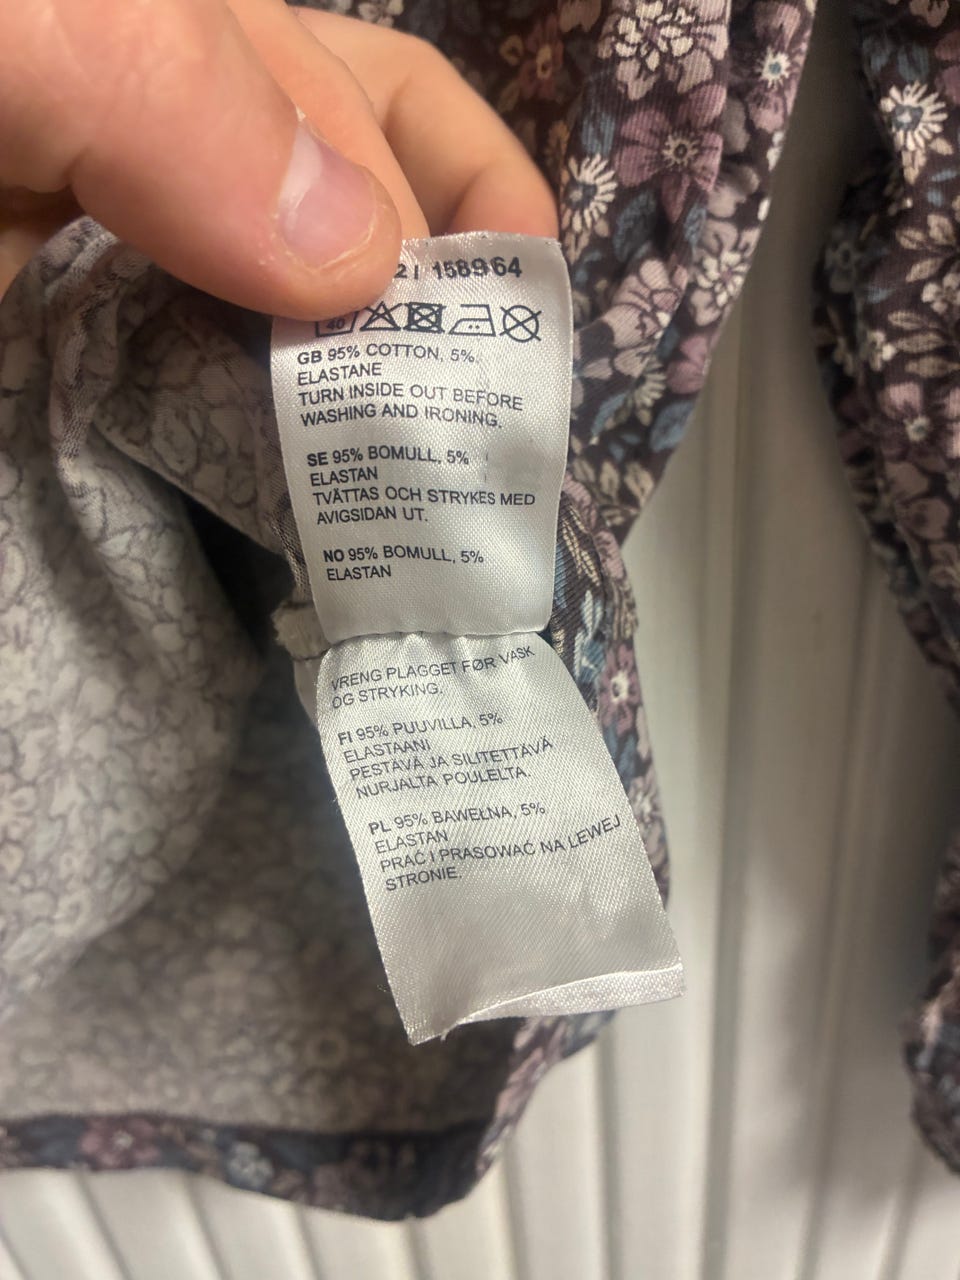 2 | 158964
40
GB 95% COTTON, 5%
ELASTANE
TURN INSIDE OUT BEFORE
WASHING AND IRONING.
SE 95% BOMULL, 5%
ELASTAN
TVÄTTAS OCH STRYKES MED
AVIGSIDAN UT.
NO 95% BOMULL, 5%
ELASTAN
VRENG PLAGGET FØR VASK
OG STRYKING.
FI 95% PUUVILLA, 5%
ELASTAANI
PESTÄVÄ JA SILITETTÄVÄ
NURJALTA POULELTA.
PL 95% BAWEŁNA, 5%
ELASTAN
PRAĆ I PRASOWAĆ NA LEWEJ
STRONIE.